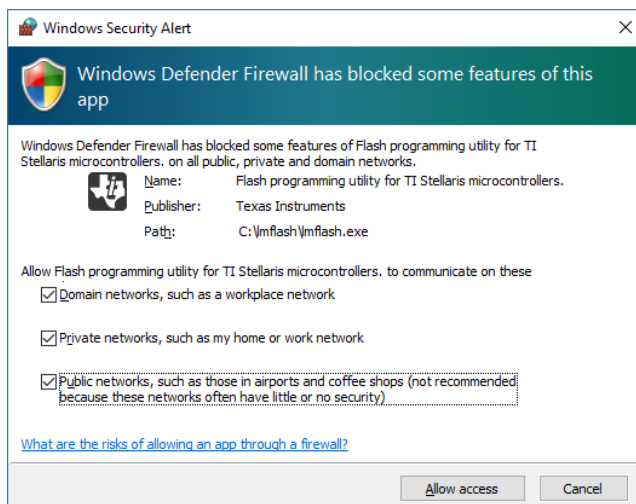 Windows Security Alert
Windows Defender Firewall has blocked some features of this
app
Windows Defender Firewall has blocked some features of Flash programming utility for TI
Stellaris microcontrollers. on all public, private and domain networks.
Name: Flash programming utility for TI Stellaris microcontrollers.
Publisher: Texas Instruments
Path: C:\lmflash\lmflash.exe
Allow Flash programming utility for TI Stellaris microcontrollers. to communicate on these
Domain networks, such as a workplace network
Private networks, such as my home or work network
Public networks, such as those in airports and coffee shops (not recommended
because these networks often have little or no security)
What are the risks of allowing an app through a firewall?
Allow access Cancel